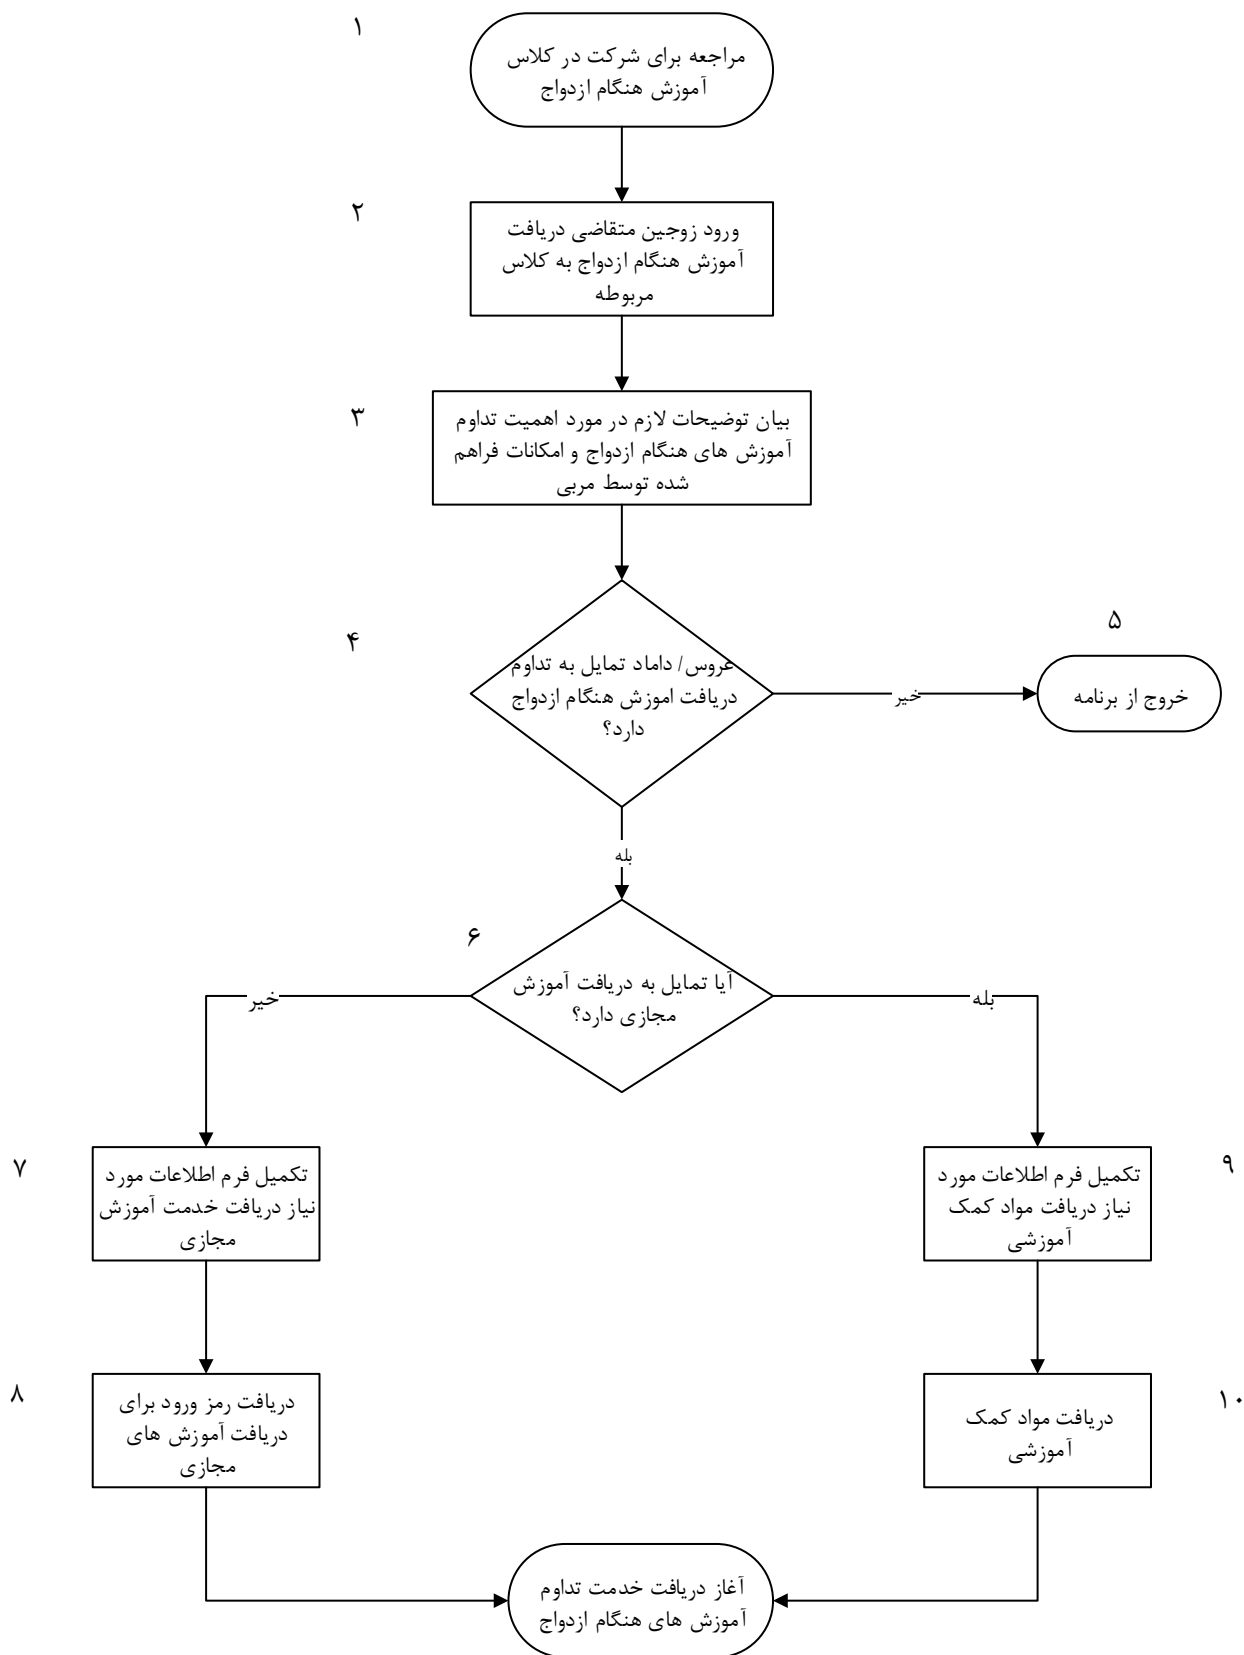 ۱
مراجعه برای شرکت در کلاس
آموزش هنگام ازدواج
۲
ورود زوجین متقاضی دریافت
آموزش هنگام ازدواج به کلاس
مربوطه
۳
بیان توضیحات لازم در مورد اهمیت تداوم
آموزش های هنگام ازدواج و امکانات فراهم
شده توسط مربی
۴
عروس/ داماد تمایل به تداوم
دریافت اموزش هنگام ازدواج
دارد؟
خیر
۵
خروج از برنامه
بله
۶
آیا تمایل به دریافت آموزش
مجازی دارد؟
بله
خیر
۷
تکمیل فرم اطلاعات مورد
نیاز دریافت خدمت آموزش
مجازی
۸
دریافت رمز ورود برای
دریافت آموزش های
مجازی
۹
تکمیل فرم اطلاعات مورد
نیاز دریافت مواد کمک
آموزشی
۱۰
دریافت مواد کمک
آموزشی
آغاز دریافت خدمت تداوم
آموزش های هنگام ازدواج